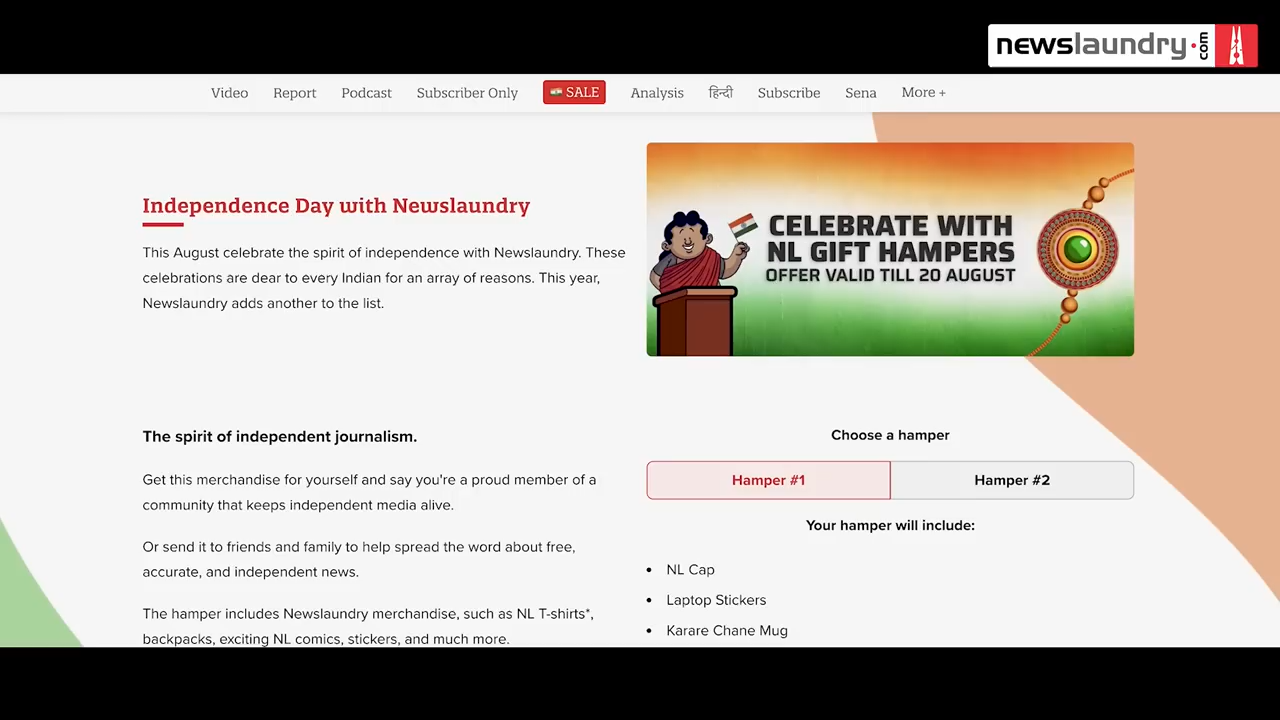 newslaundry.com
Video Report Podcast Subscriber Only SALE Analysis हिन्दी Subscribe Sena More +
Independence Day with Newslaundry
This August celebrate the spirit of independence with Newslaundry. These
celebrations are dear to every Indian for an array of reasons. This year,
Newslaundry adds another to the list.
CELEBRATE WITH
NL GIFT HAMPERS
OFFER VALID TILL 20 AUGUST
The spirit of independent journalism.
Get this merchandise for yourself and say you're a proud member of a
community that keeps independent media alive.
Or send it to friends and family to help spread the word about free,
accurate, and independent news.
The hamper includes Newslaundry merchandise, such as NL T-shirts*,
backpacks, exciting NL comics, stickers, and much more.
Choose a hamper
Hamper #1 Hamper #2
Your hamper will include:
• NL Cap
• Laptop Stickers
• Karare Chane Mug